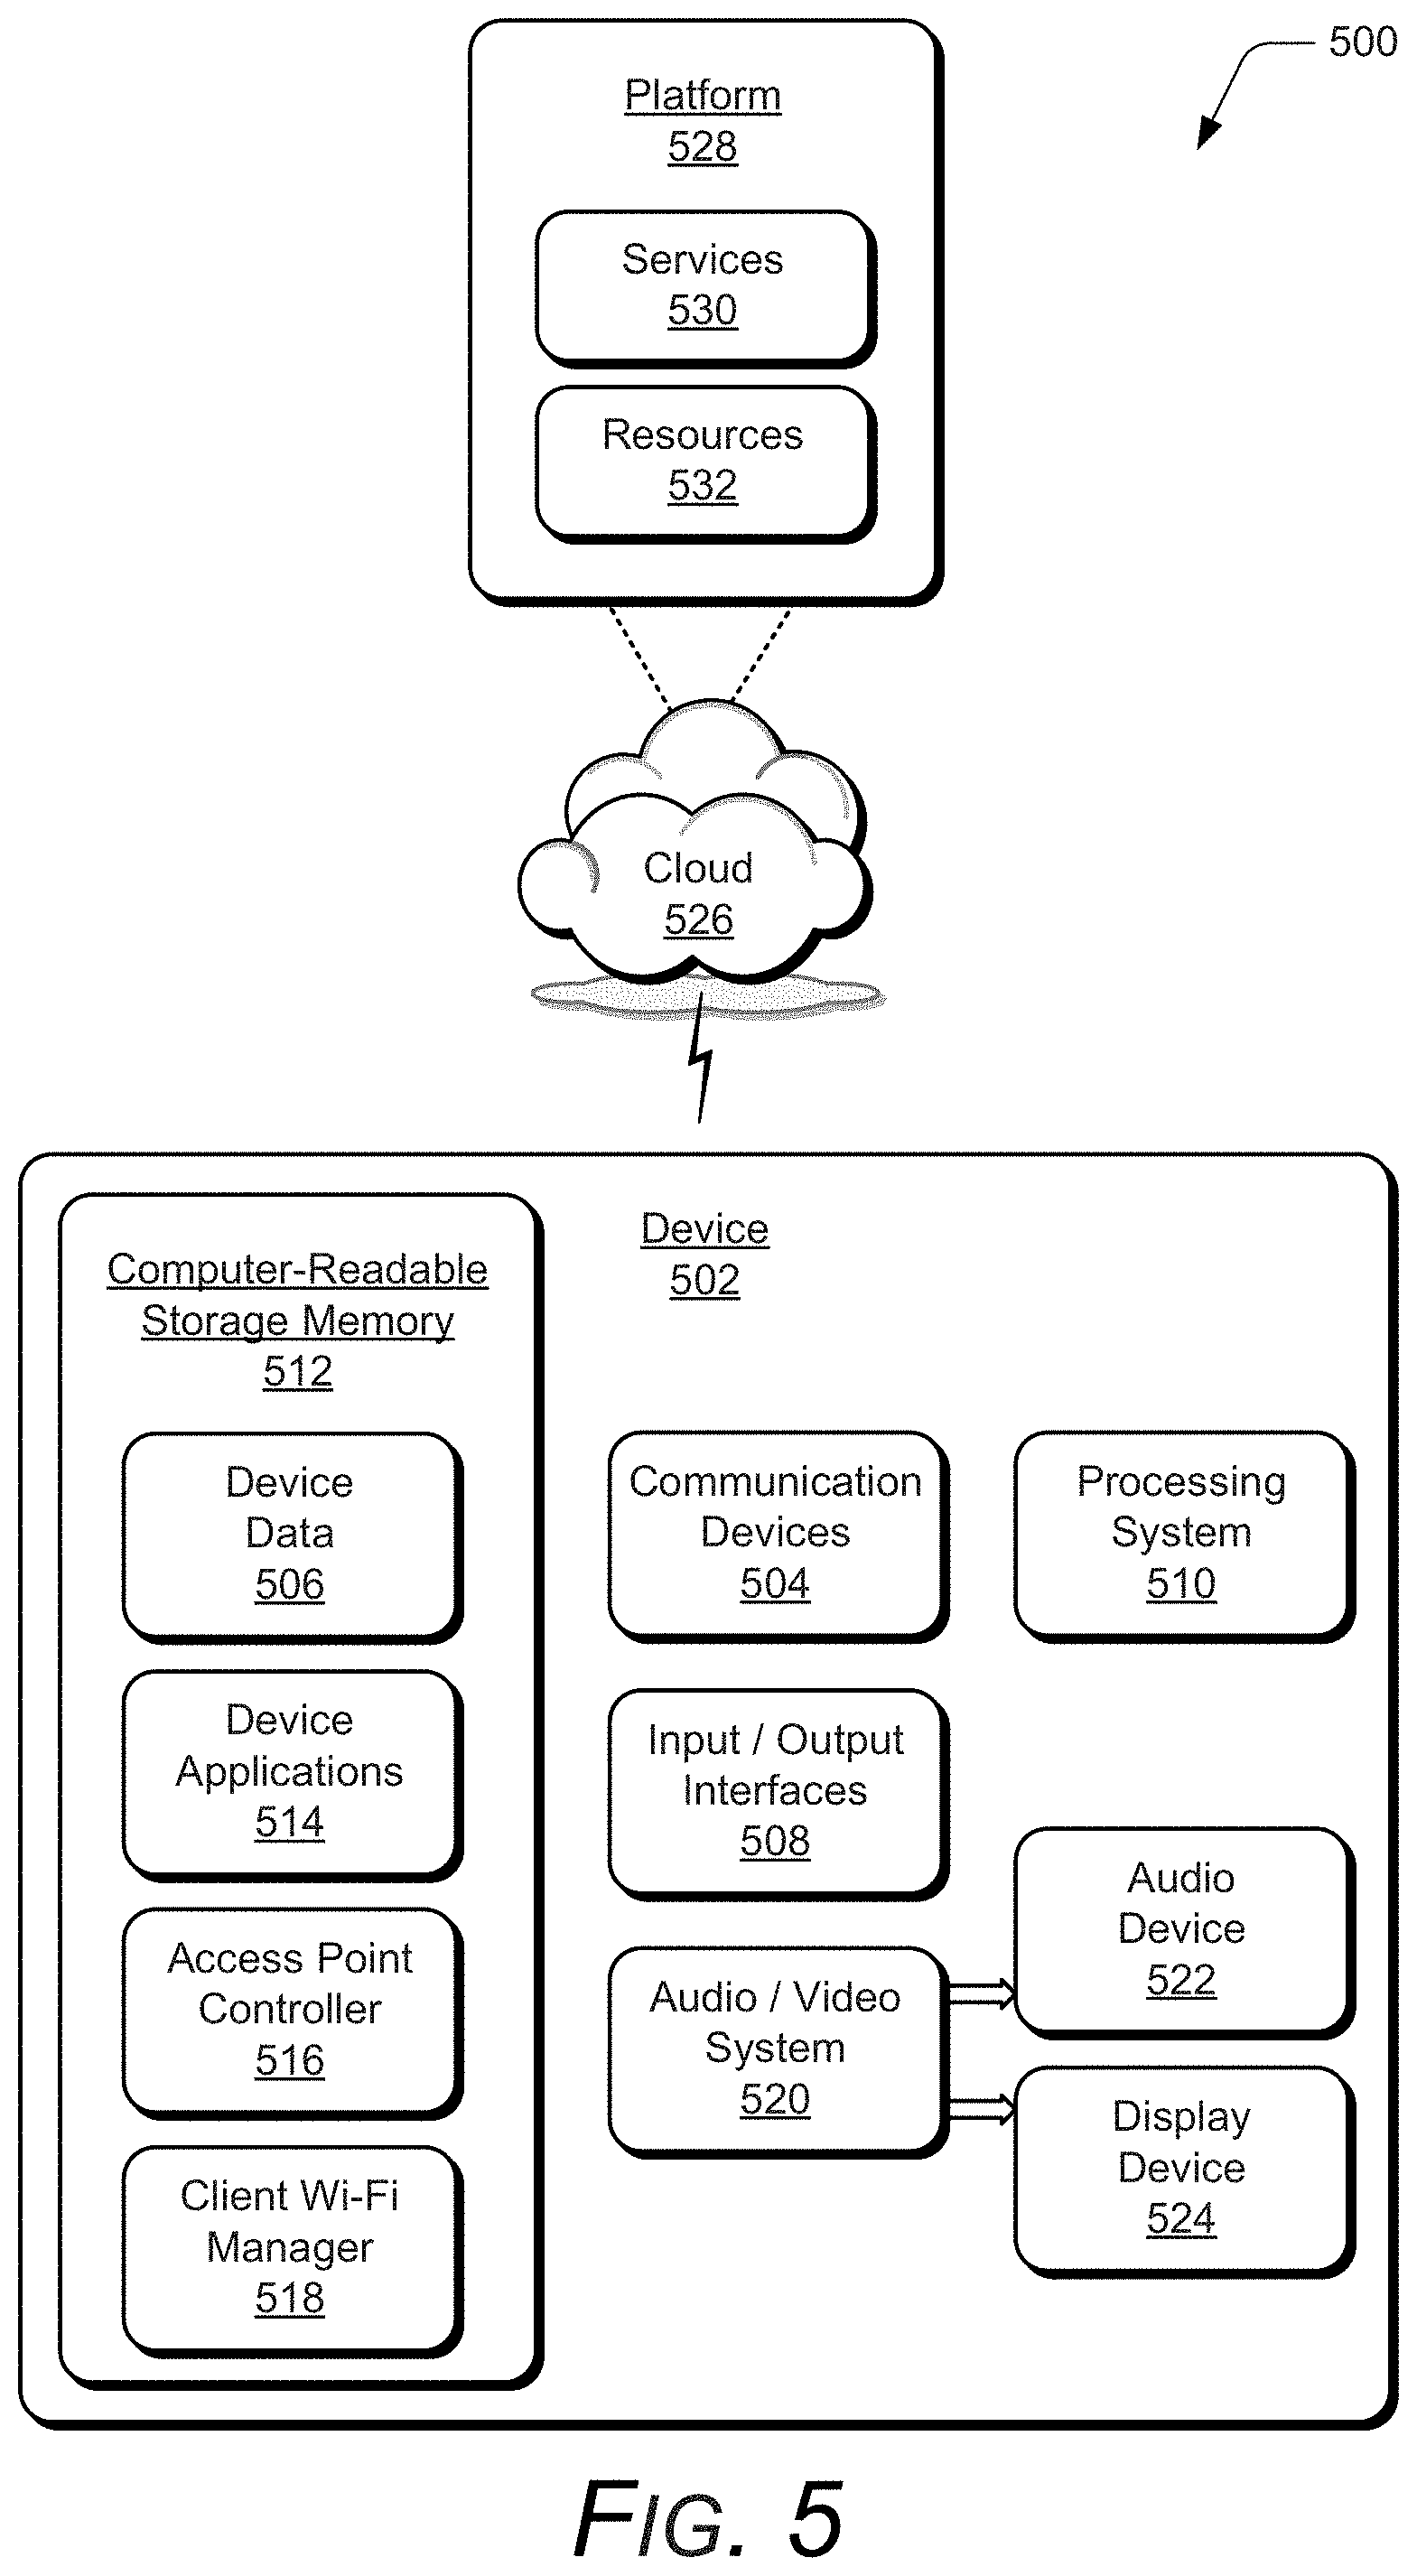 500
Platform
528
Services
530
Resources
532
Cloud
526
Device
502
Computer-Readable
Storage Memory
512
Device
Data
506
Device
Applications
514
Access Point
Controller
516
Client Wi-Fi
Manager
518
Communication
Devices
504
Processing
System
510
Input / Output
Interfaces
508
Audio / Video
System
520
Audio
Device
522
Display
Device
524
FIG. 5